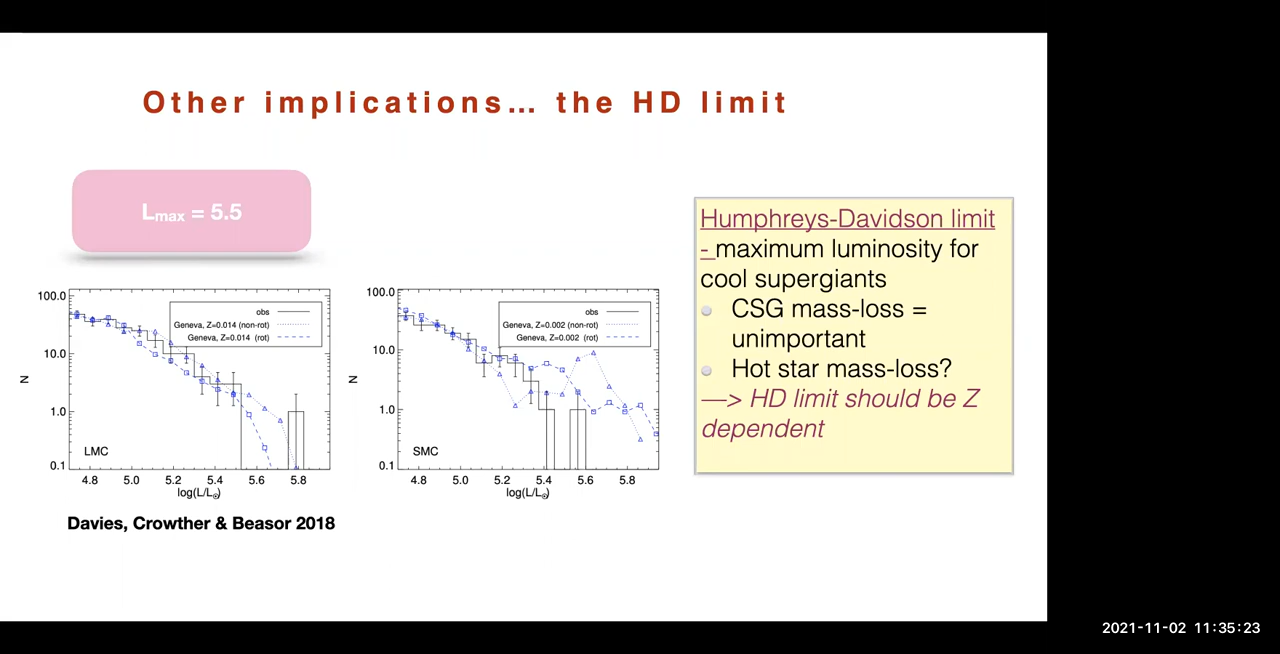 Other implications… the HD limit
Lmax = 5.5
100.0
10.0
1.0
0.1
N
obs
Geneva, Z=0.014 (non-rot)
Geneva, Z=0.014 (rot)
LMC
4.8 5.0 5.2 5.4 5.6 5.8
log(L/L⊙)
100.0
10.0
1.0
0.1
N
obs
Geneva, Z=0.002 (non-rot)
Geneva, Z=0.002 (rot)
SMC
4.8 5.0 5.2 5.4 5.6 5.8
log(L/L⊙)
Davies, Crowther & Beasor 2018
Humphreys-Davidson limit
- maximum luminosity for
cool supergiants
CSG mass-loss =
unimportant
Hot star mass-loss?
—> HD limit should be Z
dependent
2021-11-02 11:35:23